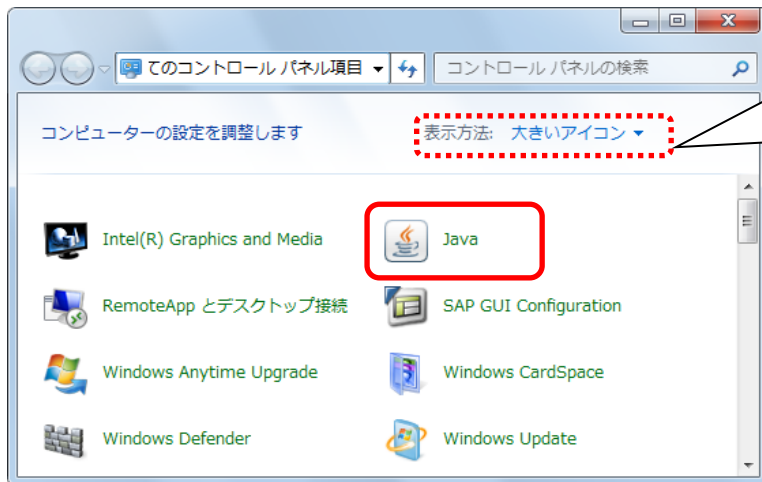 てのコントロール パネル項目
コントロール パネルの検索
コンピューターの設定を調整します
表示方法: 大きいアイコン
Intel(R) Graphics and Media
Java
RemoteApp とデスクトップ接続
SAP GUI Configuration
Windows Anytime Upgrade
Windows CardSpace
Windows Defender
Windows Update